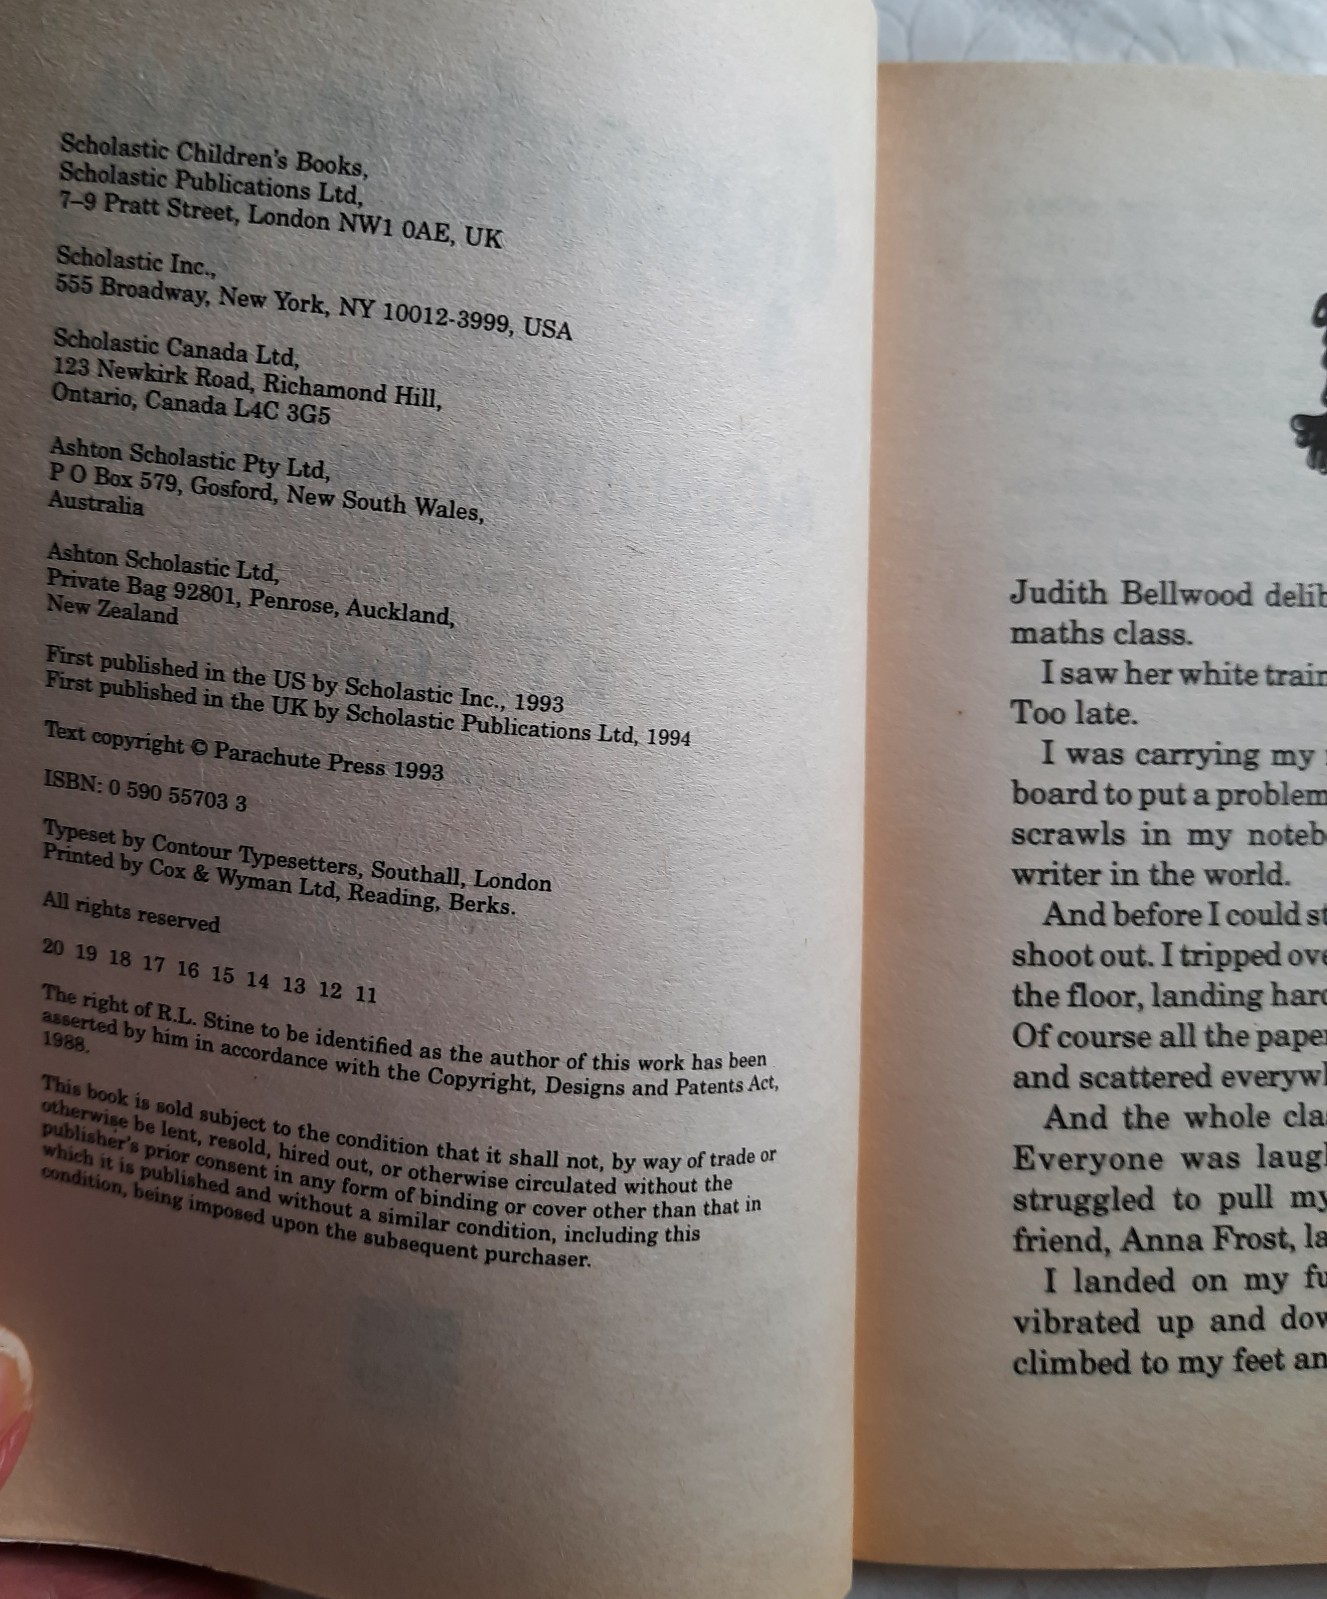 Scholastic Children's Books,
Scholastic Publications Ltd,
7–9 Pratt Street, London NW1 0AE, UK
Scholastic Inc.,
555 Broadway, New York, NY 10012-3999, USA
Scholastic Canada Ltd,
123 Newkirk Road, Richamond Hill,
Ontario, Canada L4C 3G5
Ashton Scholastic Pty Ltd,
P O Box 579, Gosford, New South Wales,
Australia
Ashton Scholastic Ltd,
Private Bag 92801, Penrose, Auckland,
New Zealand
First published in the US by Scholastic Inc., 1993
First published in the UK by Scholastic Publications Ltd, 1994
Text copyright © Parachute Press 1993
ISBN: 0 590 55703 3
Typeset by Contour Typesetters, Southall, London
Printed by Cox & Wyman Ltd, Reading, Berks.
All rights reserved
20 19 18 17 16 15 14 13 12 11
The right of R.L. Stine to be identified as the author of this work has been
asserted by him in accordance with the Copyright, Designs and Patents Act,
1988.
This book is sold subject to the condition that it shall not, by way of trade or
otherwise be lent, resold, hired out, or otherwise circulated without the
publisher's prior consent in any form of binding or cover other than that in
which it is published and without a similar condition, including this
condition, being imposed upon the subsequent purchaser.
Judith Bellwood
maths class.
I saw her white
Too late.
I was carrying my
board to put a problem
scrawls in my
writer in the world.
And before I could
shoot out. I tripped
the floor, landing
Of course all the
and scattered
And the whole
Everyone was
struggled to pull
friend, Anna Frost,
I landed on my
vibrated up and
climbed to my feet